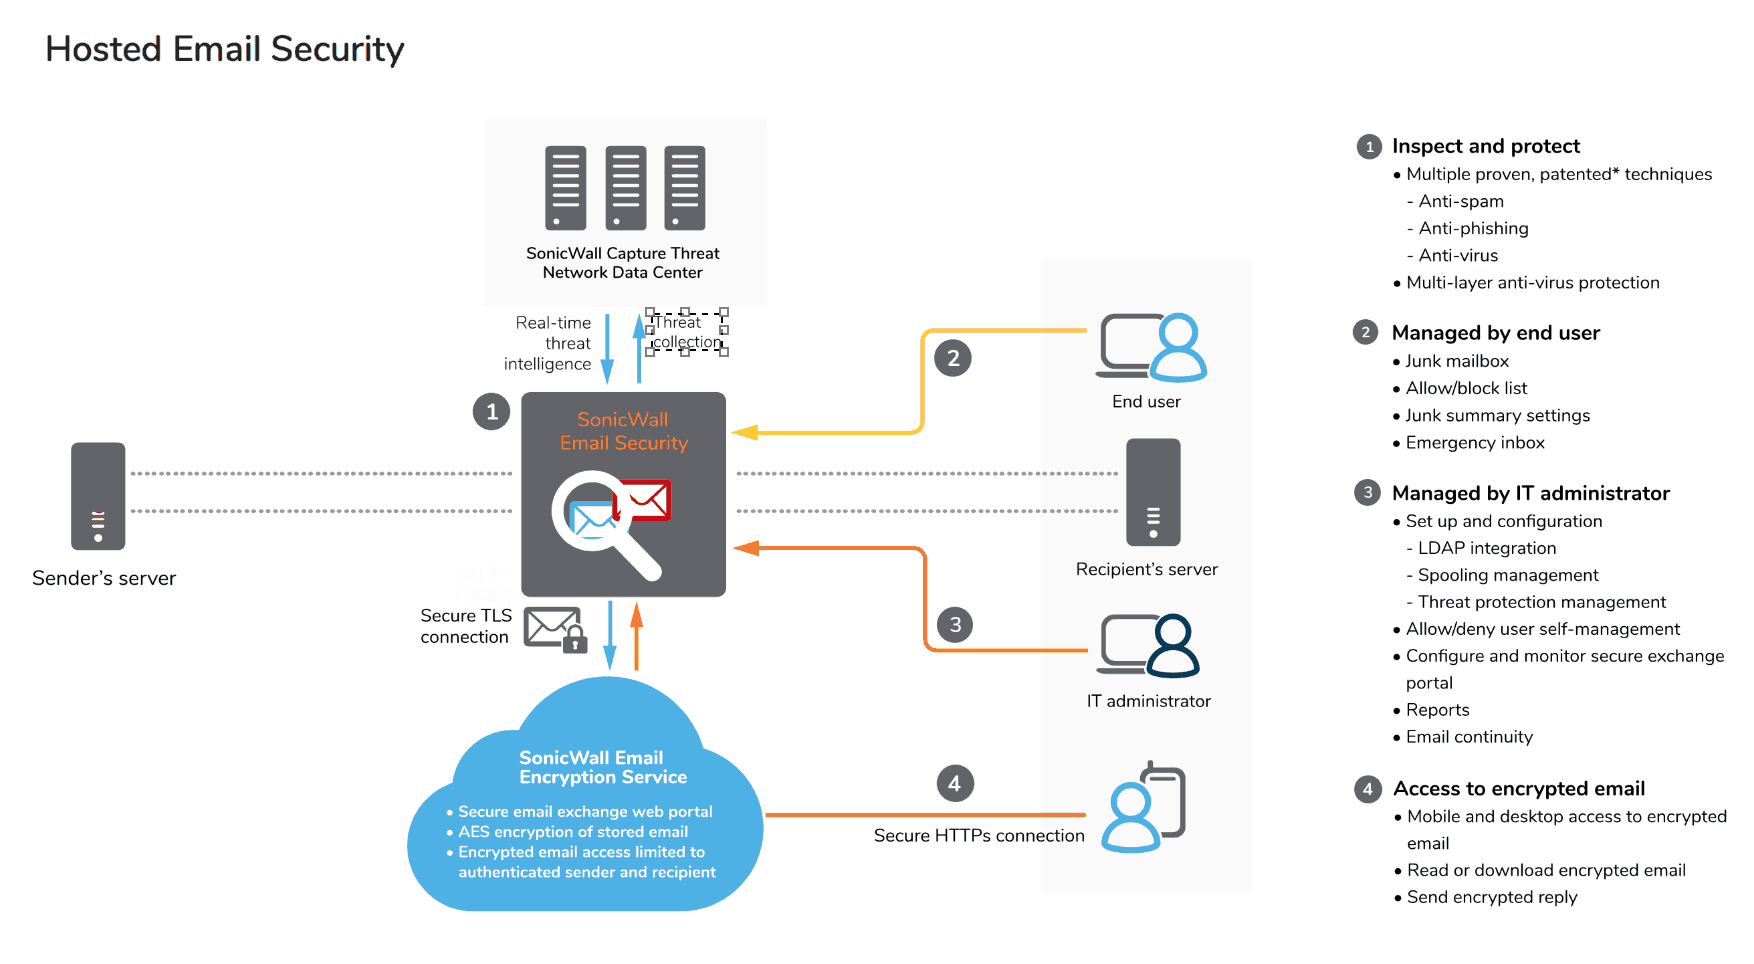 Hosted Email Security
SonicWall Capture Threat
Network Data Center
Real-time
threat
intelligence
Threat
collection
1
SonicWall
Email Security
2
End user
Sender's server
Recipient's server
Secure TLS
connection
3
IT administrator
SonicWall Email
Encryption Service
• Secure email exchange web portal
• AES encryption of stored email
• Encrypted email access limited to
authenticated sender and recipient
4
Secure HTTPs connection
1 Inspect and protect
• Multiple proven, patented* techniques
- Anti-spam
- Anti-phishing
- Anti-virus
• Multi-layer anti-virus protection
2 Managed by end user
• Junk mailbox
• Allow/block list
• Junk summary settings
• Emergency inbox
3 Managed by IT administrator
• Set up and configuration
- LDAP integration
- Spooling management
- Threat protection management
• Allow/deny user self-management
• Configure and monitor secure exchange
portal
• Reports
• Email continuity
4 Access to encrypted email
• Mobile and desktop access to encrypted
email
• Read or download encrypted email
• Send encrypted reply